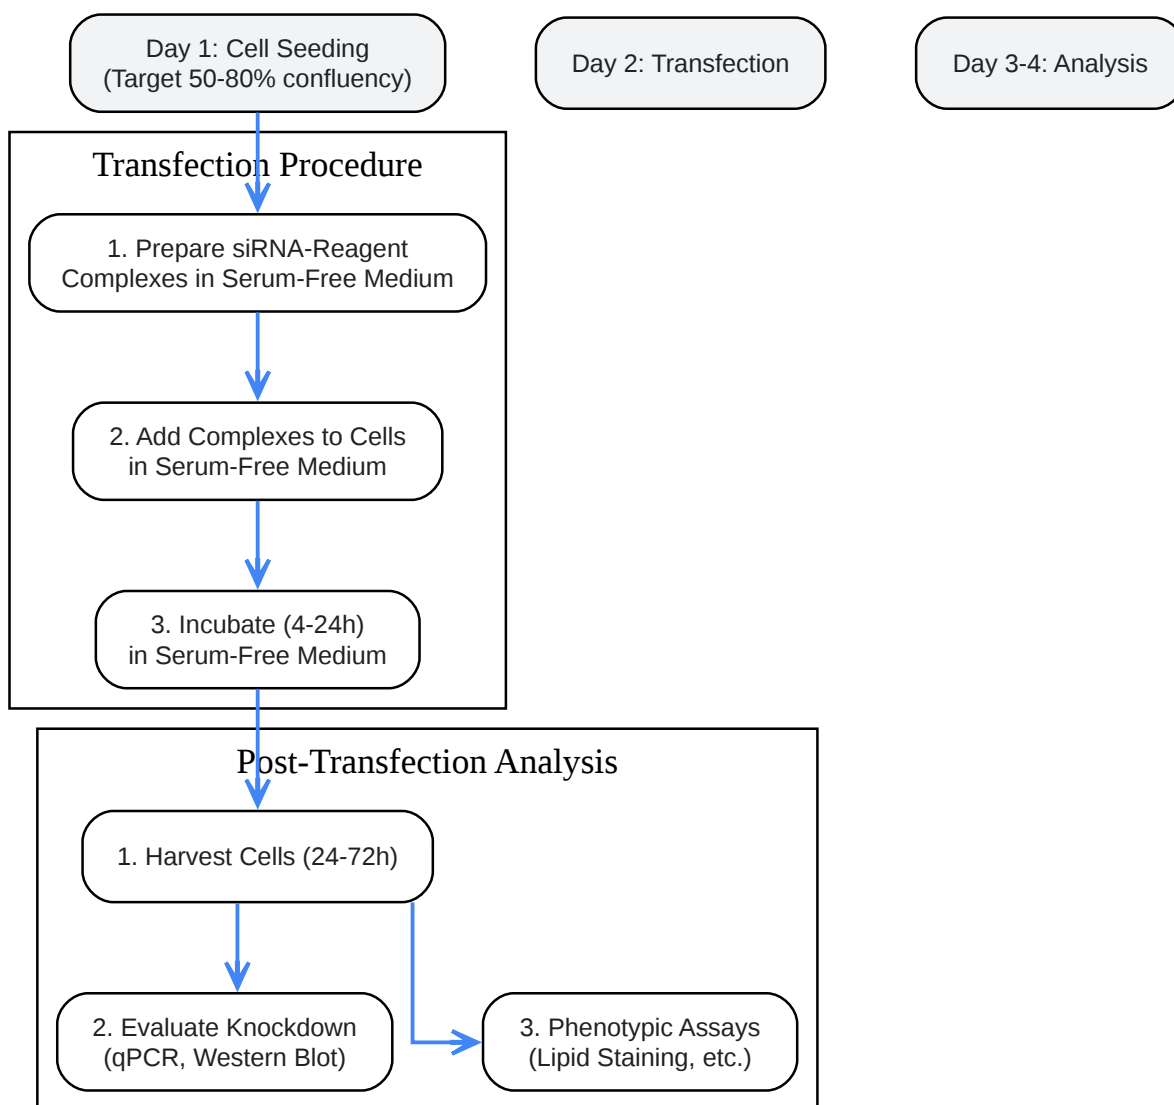 Day 1: Cell Seeding
(Target 50-80% confluency)
Day 2: Transfection
Day 3-4: Analysis
Transfection Procedure
1. Prepare siRNA-Reagent
Complexes in Serum-Free Medium
2. Add Complexes to Cells
in Serum-Free Medium
3. Incubate (4-24h)
in Serum-Free Medium
Post-Transfection Analysis
1. Harvest Cells (24-72h)
2. Evaluate Knockdown
(qPCR, Western Blot)
3. Phenotypic Assays
(Lipid Staining, etc.)